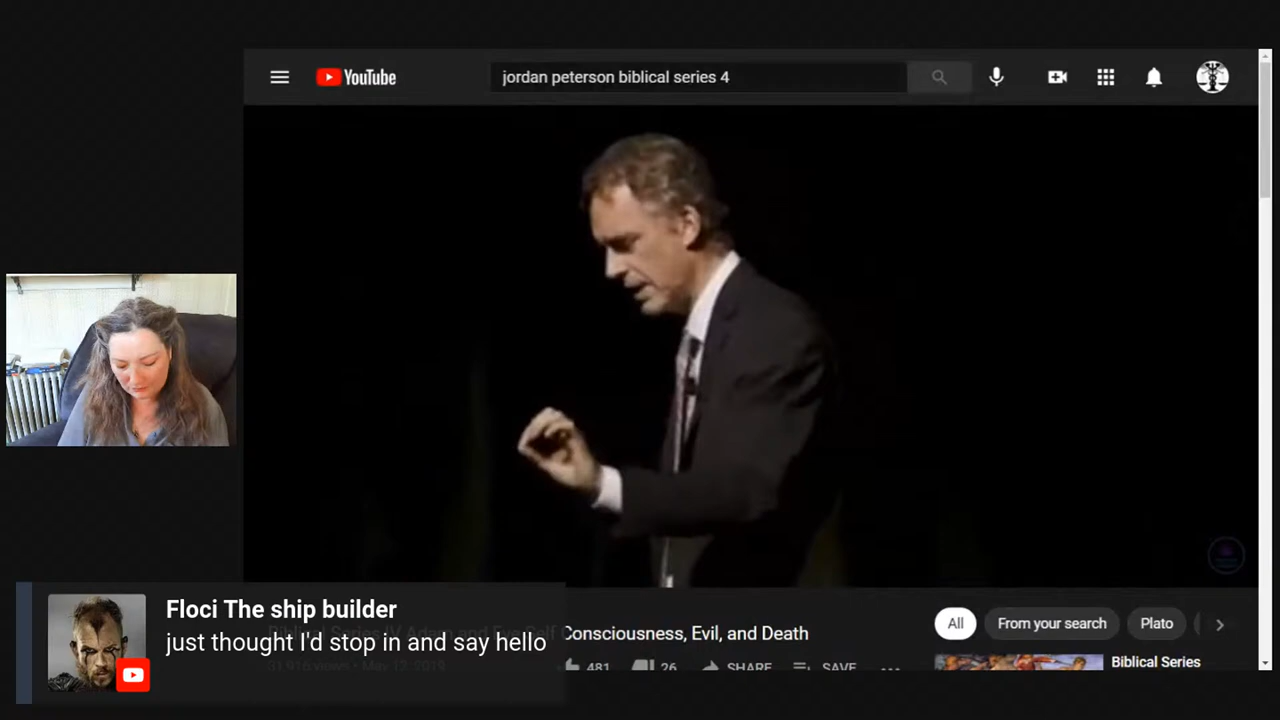 YouTube
jordan peterson biblical series 4
Floci The ship builder
just thought I'd stop in and say hello
Consciousness, Evil, and Death
All
From your search
Plato
481
26
SHARE
SAVE
Biblical Series